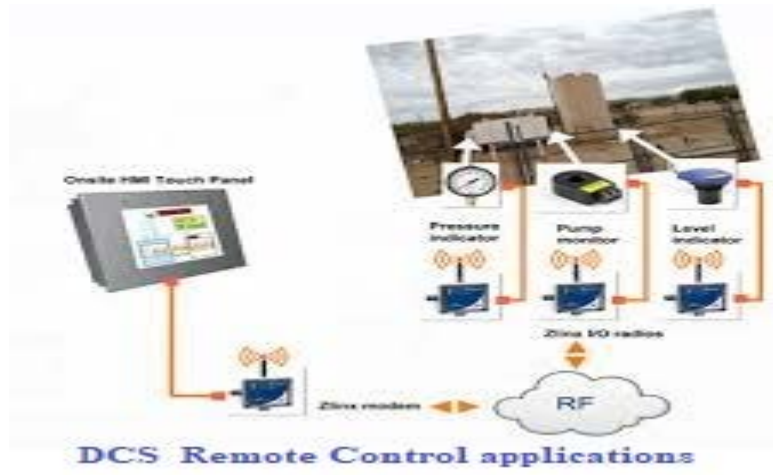 Onsite HMI Touch Panel
Pressure
indicator
Pump
monitor
Level
indicator
Zlinx I/O radios
Zlinx modem
RF
DCS Remote Control applications